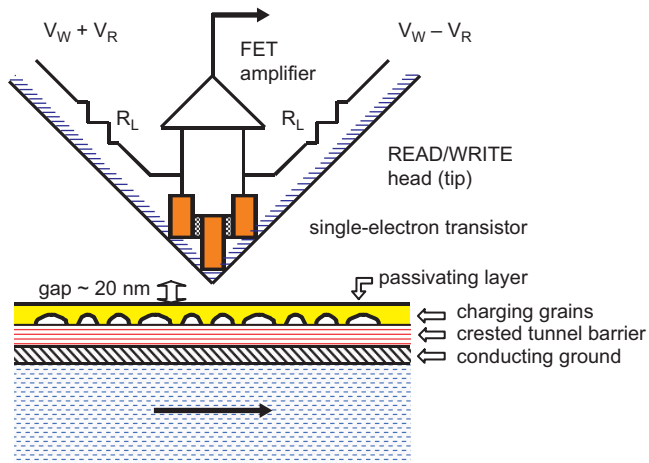 V_W + V_R
V_W – V_R
FET
amplifier
R_L
R_L
READ/WRITE
head (tip)
single-electron transistor
gap ~ 20 nm
passivating layer
charging grains
crested tunnel barrier
conducting ground